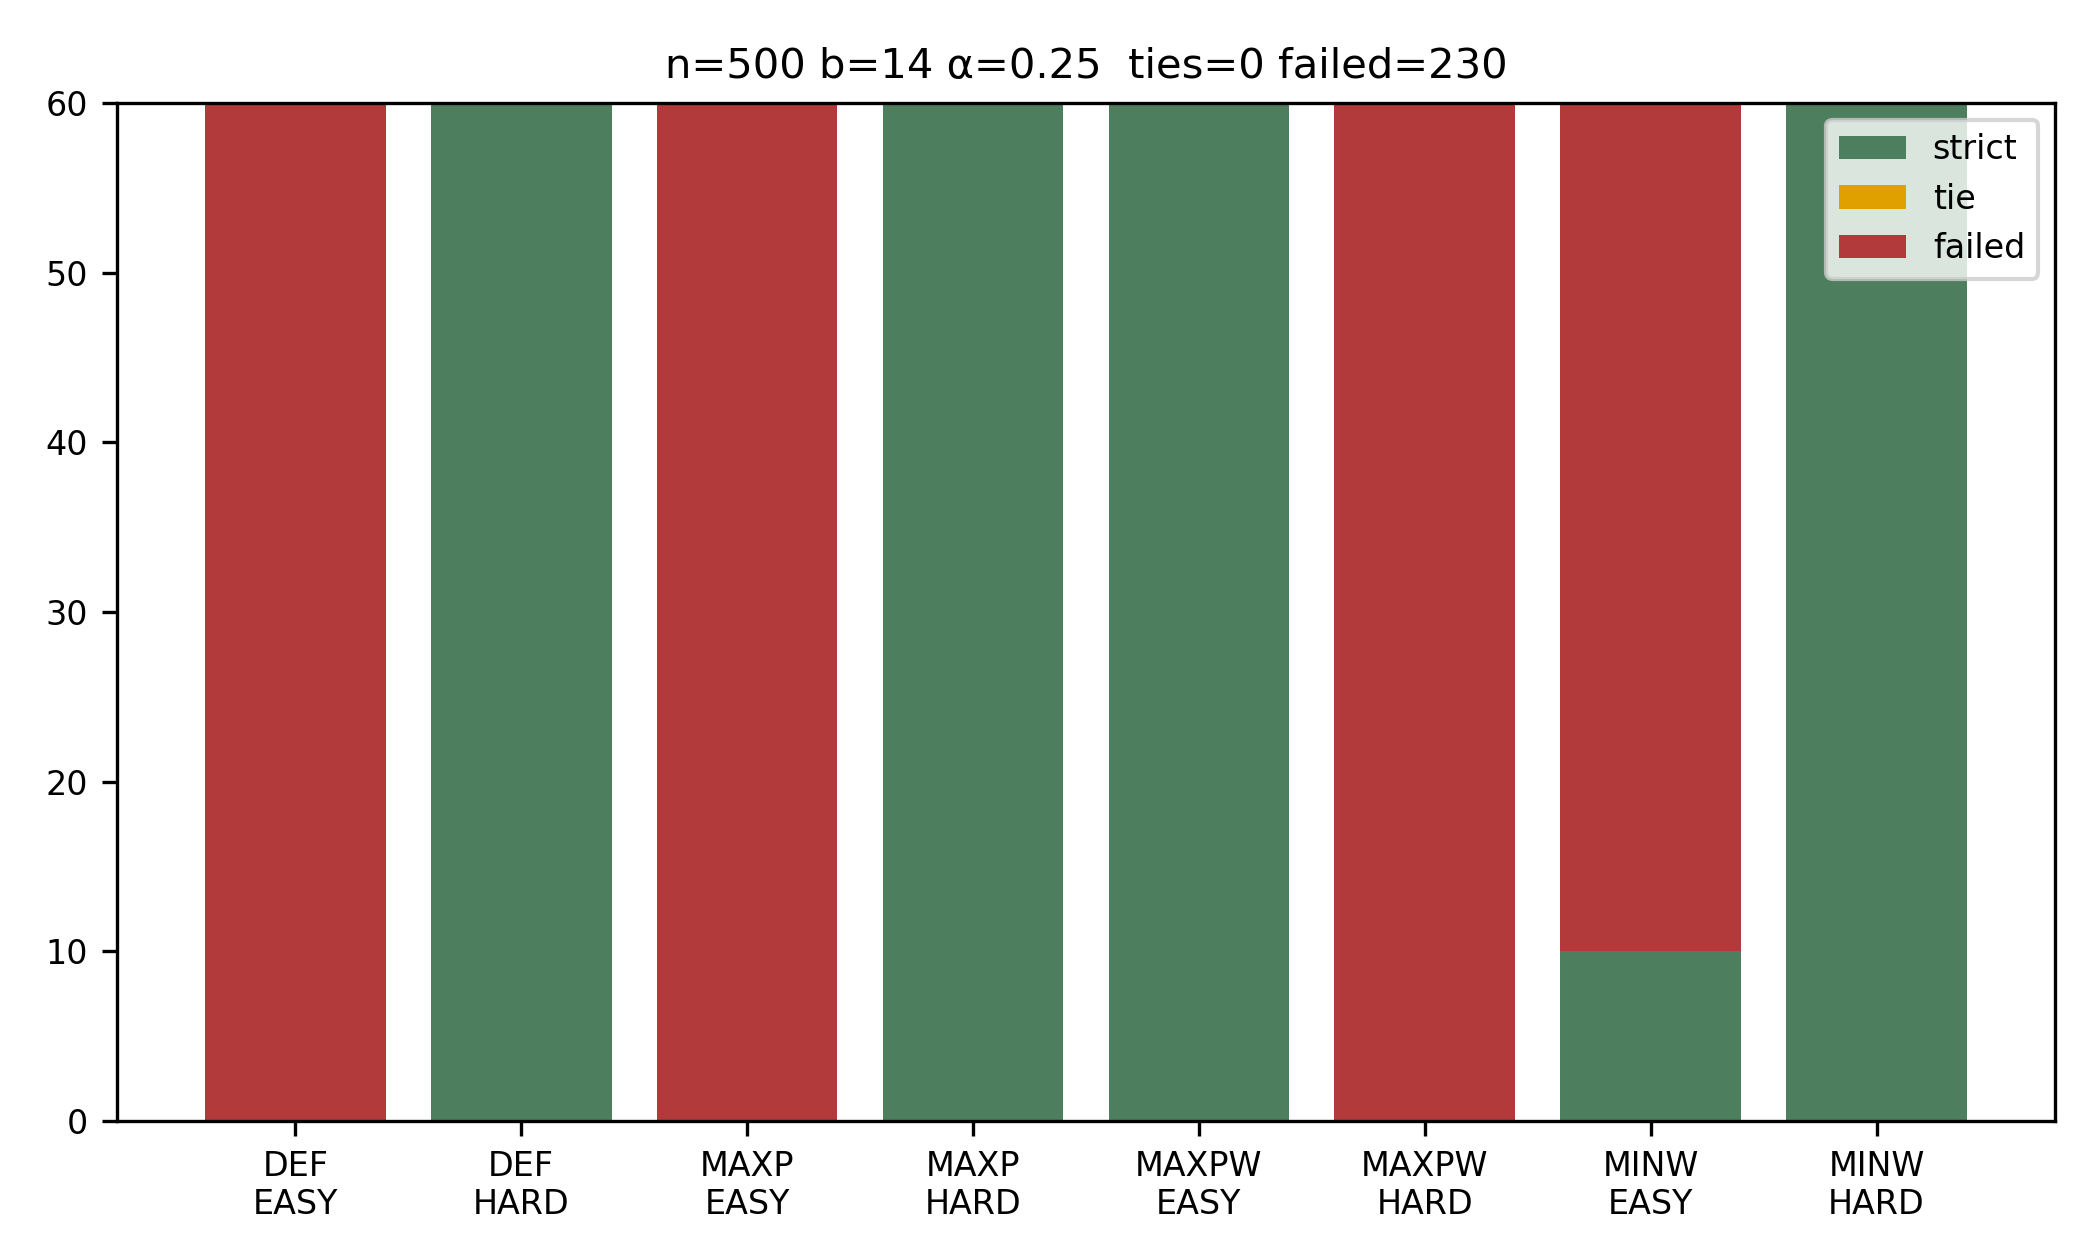 n=500 b=14 α=0.25  ties=0 failed=230
60
50
40
30
20
10
0
strict
tie
failed
DEF EASY
DEF HARD
MAXP EASY
MAXP HARD
MAXPW EASY
MAXPW HARD
MINW EASY
MINW HARD